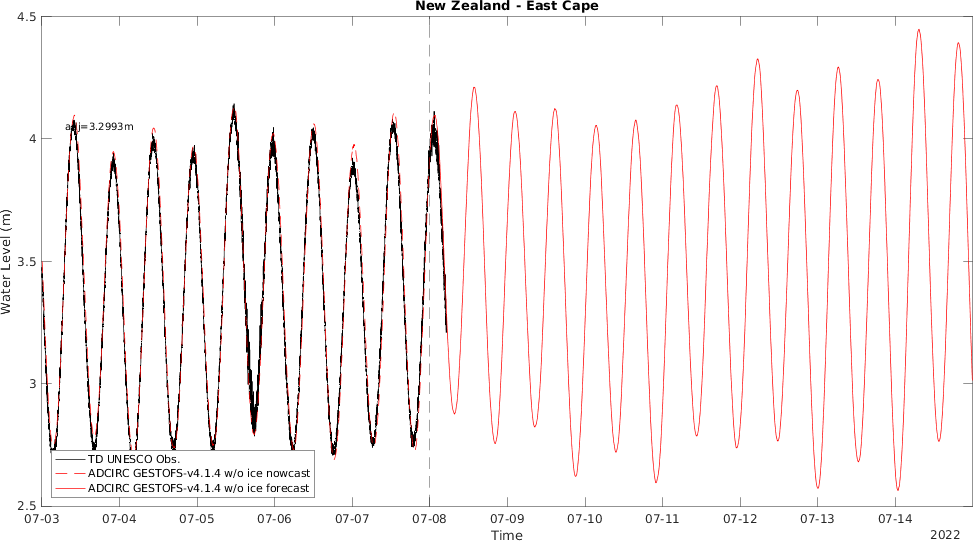 New Zealand - East Cape
4.5
adj=3.2993m
4
3.5
3
2.5
Water Level (m)
TD UNESCO Obs.
ADCIRC GESTOFS-v4.1.4 w/o ice nowcast
ADCIRC GESTOFS-v4.1.4 w/o ice forecast
07-03 07-04 07-05 07-06 07-07 07-08 07-09 07-10 07-11 07-12 07-13 07-14
Time
2022